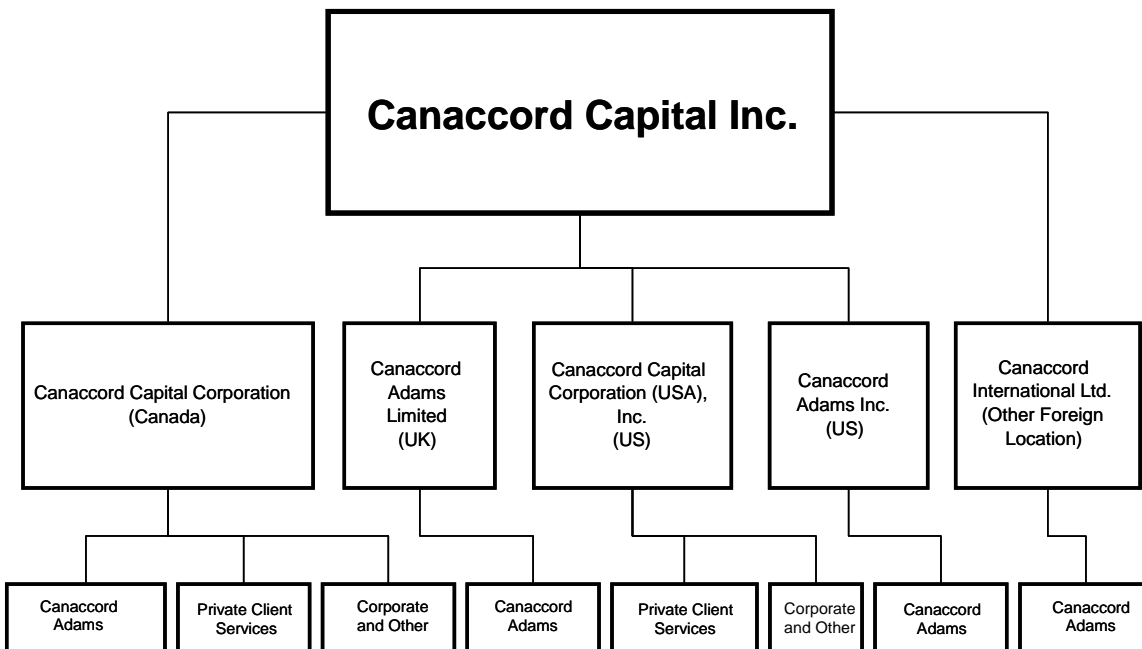 Canaccord Capital Inc.
Canaccord Capital Corporation
(Canada)
Canaccord
Adams
Limited
(UK)
Canaccord Capital
Corporation (USA),
Inc.
(US)
Canaccord
Adams Inc.
(US)
Canaccord
International Ltd.
(Other Foreign
Location)
Canaccord
Adams
Private Client
Services
Corporate
and Other
Canaccord
Adams
Private Client
Services
Corporate
and Other
Canaccord
Adams
Canaccord
Adams